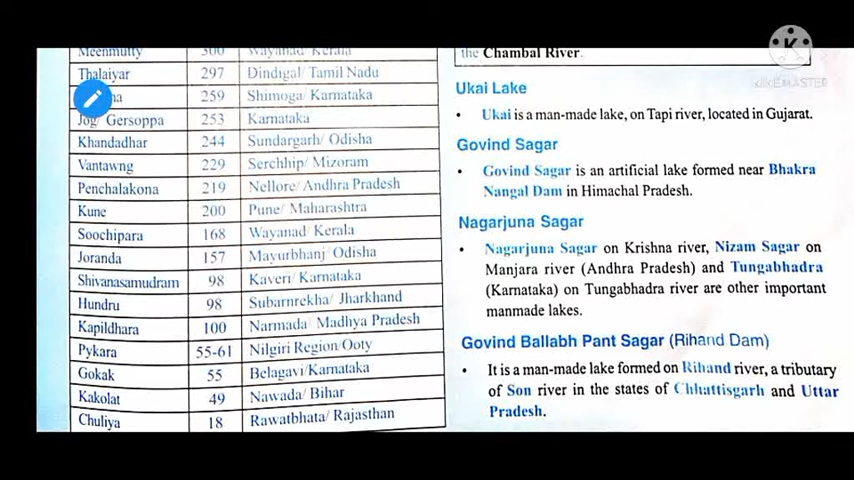 Meenmutty 300 Wayanad/ Kerala
Thalaiyar 297 Dindigal/ Tamil Nadu
259 Shimoga/ Karnataka
Jog/ Gersoppa 253 Karnataka
Khandadhar 244 Sundargarh/ Odisha
Vantawng 229 Serchhip/ Mizoram
Penchalakona 219 Nellore/ Andhra Pradesh
Kune 200 Pune/ Maharashtra
Soochipara 168 Wayanad/ Kerala
Joranda 157 Mayurbhanj/ Odisha
Shivanasamudram 98 Kaveri/ Karnataka
Hundru 98 Subarnrekha/ Jharkhand
Kapildhara 100 Narmada/ Madhya Pradesh
Pykara 55-61 Nilgiri Region/Ooty
Gokak 55 Belagavi/Karnataka
Kakolat 49 Nawada/ Bihar
Chuliya 18 Rawatbhata/ Rajasthan
the Chambal River.
Ukai Lake
• Ukai is a man-made lake, on Tapi river, located in Gujarat.
Govind Sagar
• Govind Sagar is an artificial lake formed near Bhakra
Nangal Dam in Himachal Pradesh.
Nagarjuna Sagar
• Nagarjuna Sagar on Krishna river, Nizam Sagar on
Manjara river (Andhra Pradesh) and Tungabhadra
(Karnataka) on Tungabhadra river are other important
manmade lakes.
Govind Ballabh Pant Sagar (Rihand Dam)
• It is a man-made lake formed on Rihand river, a tributary
of Son river in the states of Chhattisgarh and Uttar
Pradesh.
K
KINEMASTER